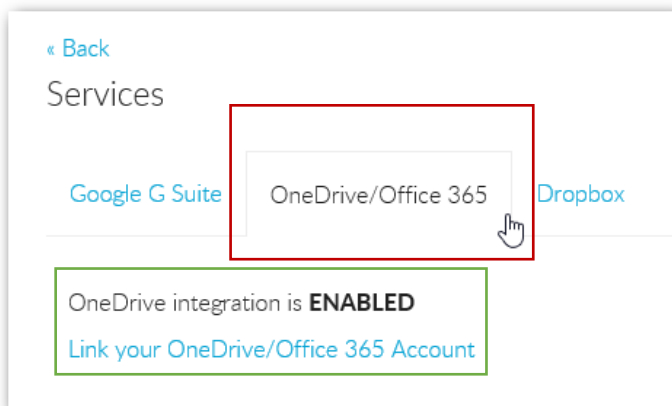 « Back
Services
Google G Suite OneDrive/Office 365 Dropbox
OneDrive integration is ENABLED
Link your OneDrive/Office 365 Account